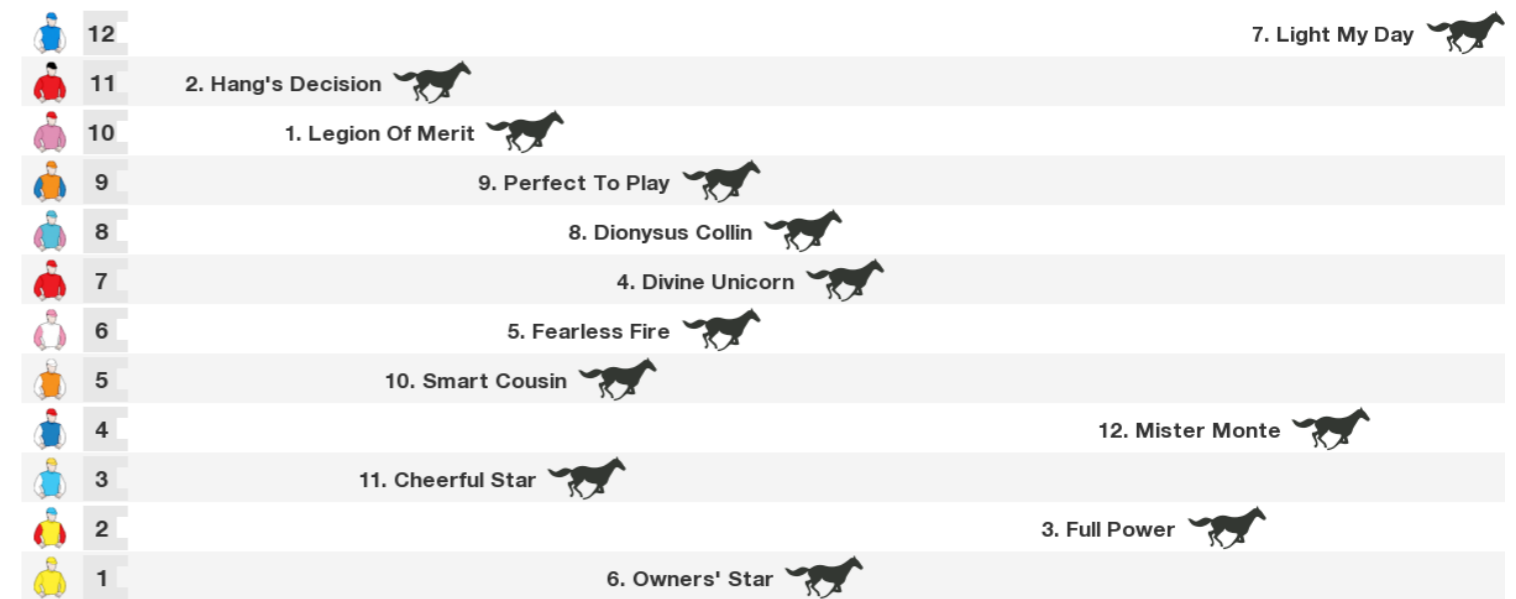 12 7. Light My Day
11 2. Hang's Decision
10 1. Legion Of Merit
9 9. Perfect To Play
8 8. Dionysus Collin
7 4. Divine Unicorn
6 5. Fearless Fire
5 10. Smart Cousin
4 12. Mister Monte
3 11. Cheerful Star
2 3. Full Power
1 6. Owners' Star